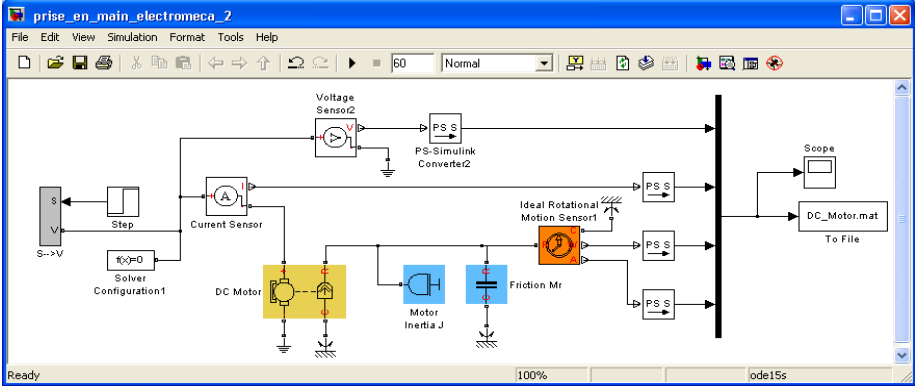 prise_en_main_electromeca_2
File Edit View Simulation Format Tools Help
60
Normal
Voltage
Sensor2
V
PS S
PS-Simulink
Converter2
Scope
S
V
S-->V
Step
A
I
Current Sensor
PS S
Ideal Rotational
Motion Sensor1
DC_Motor.mat
To File
f(x)=0
Solver
Configuration1
DC Motor
Motor
Inertia J
Friction Mr
R
C
W
A
PS S
PS S
Ready
100%
ode15s